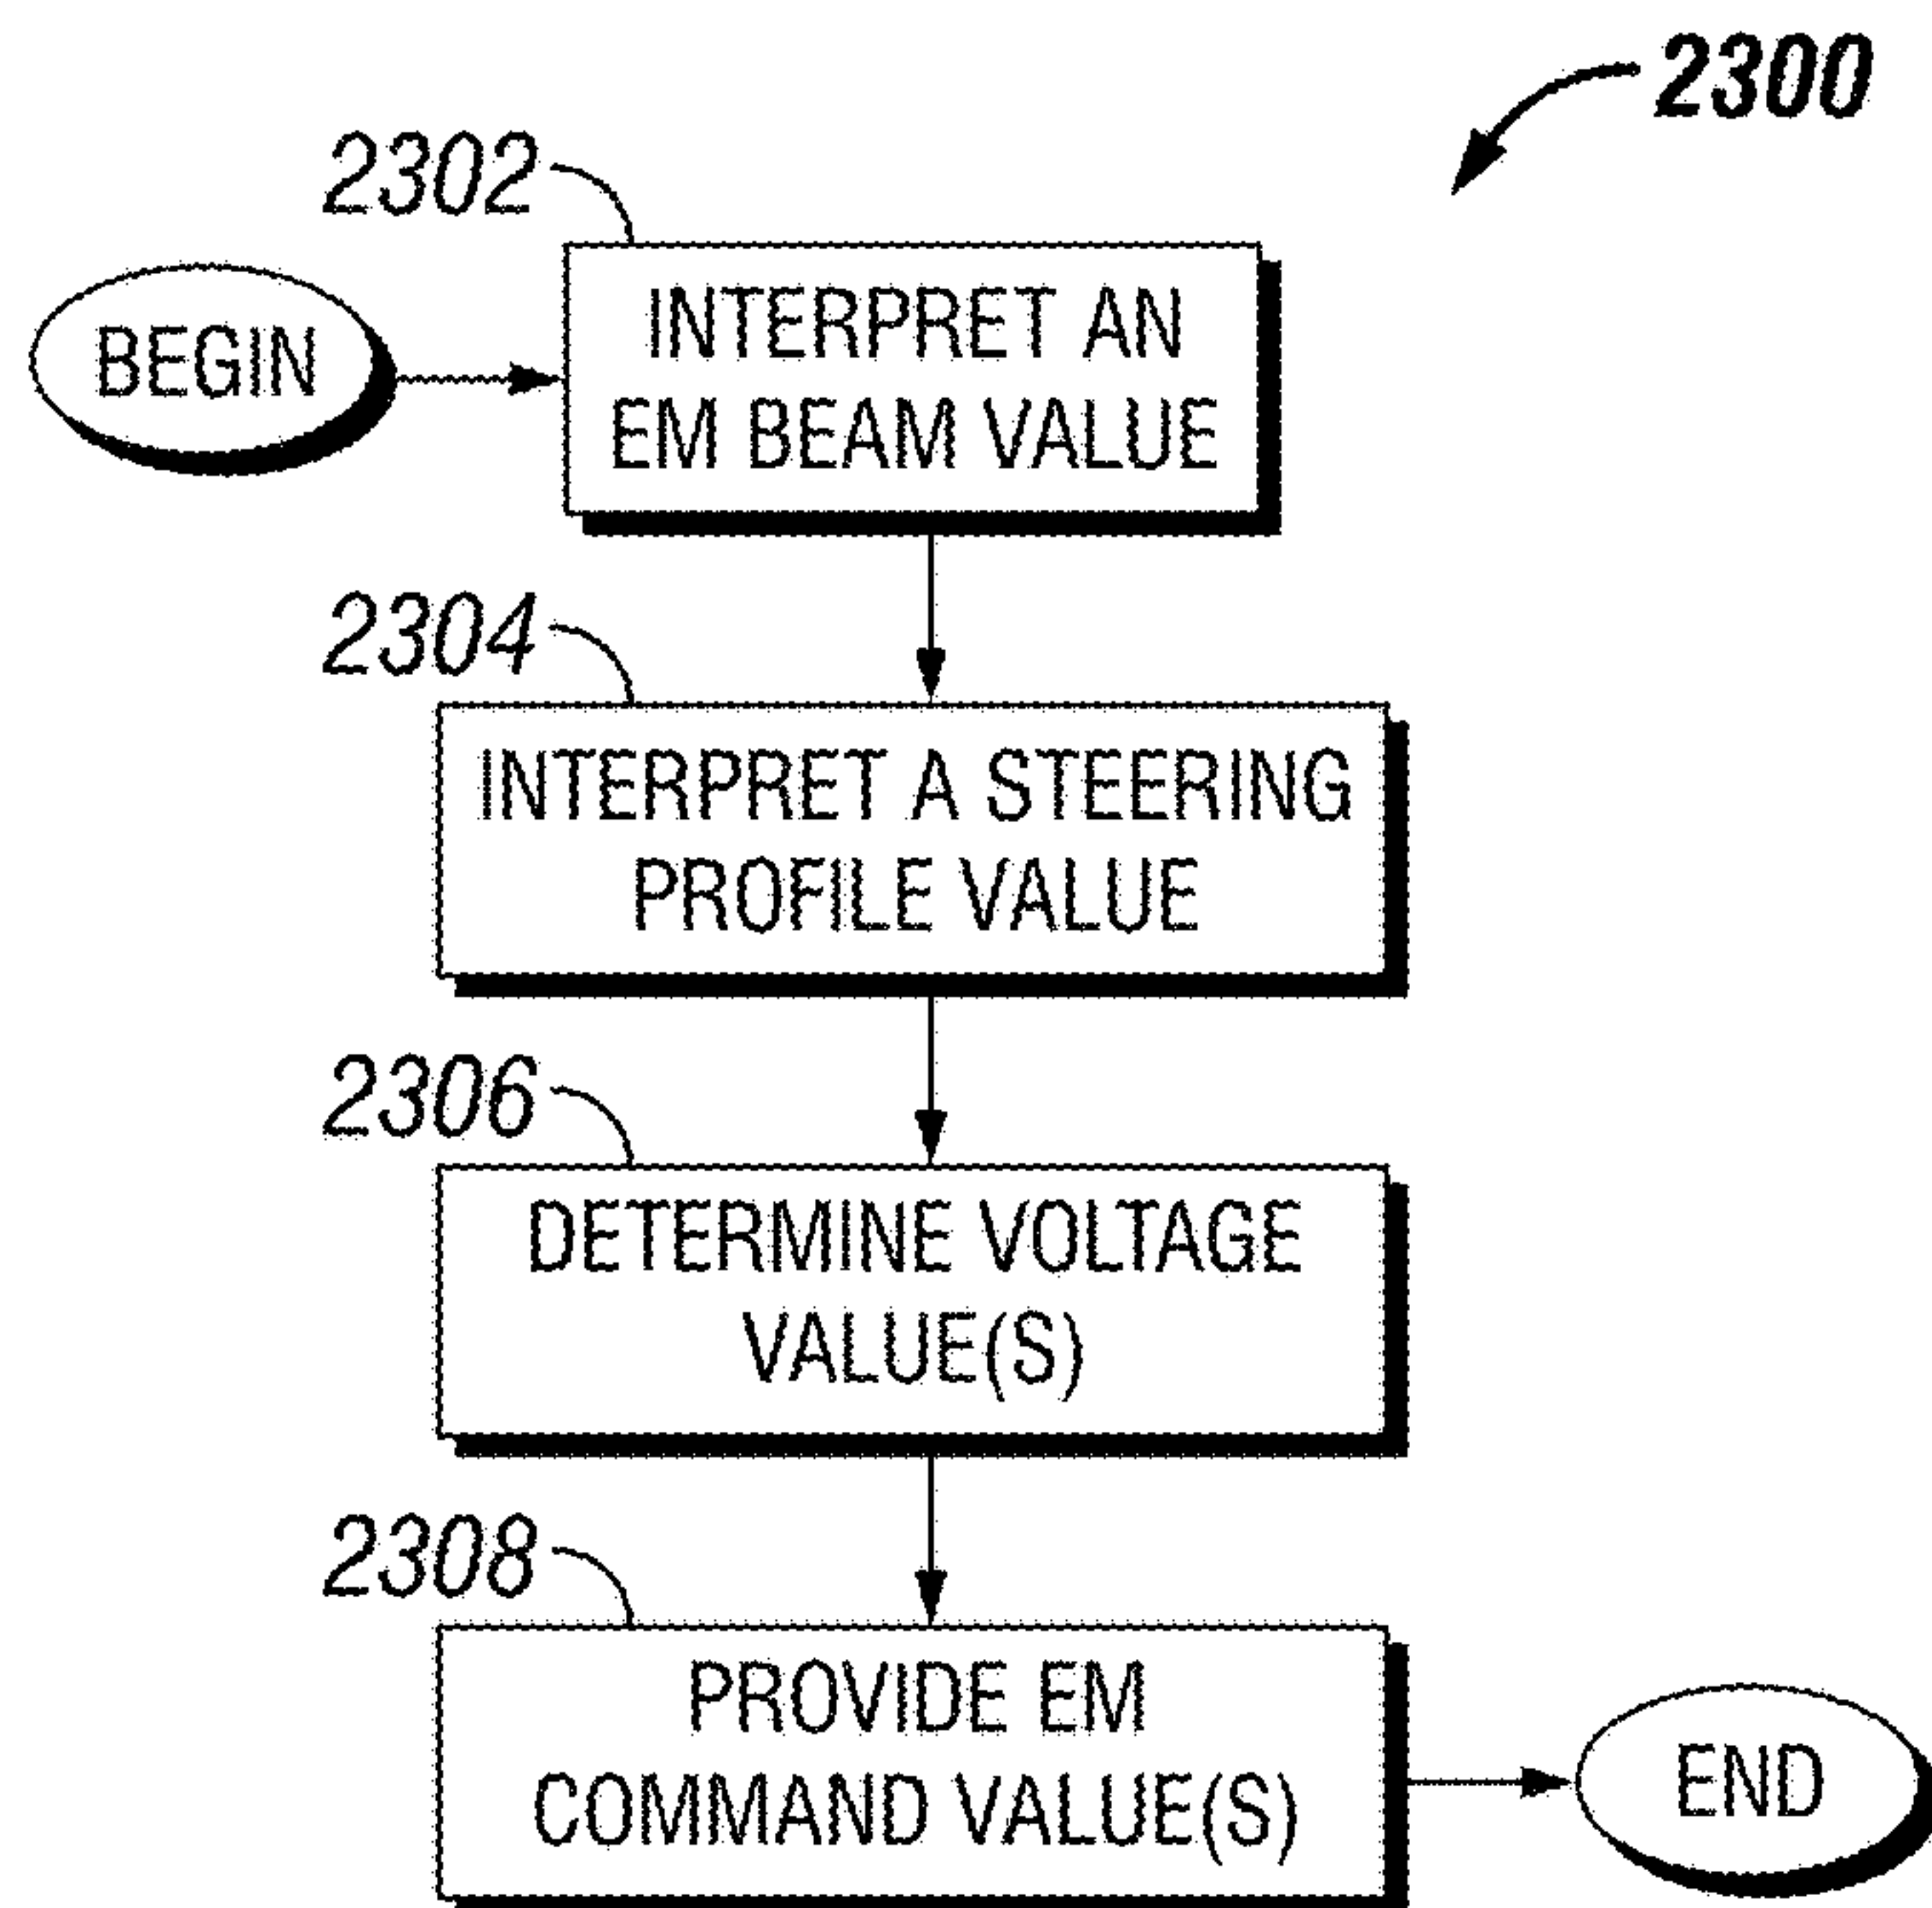 2300
2302
BEGIN
INTERPRET AN
EM BEAM VALUE
2304
INTERPRET A STEERING
PROFILE VALUE
2306
DETERMINE VOLTAGE
VALUE(S)
2308
PROVIDE EM
COMMAND VALUE(S)
END